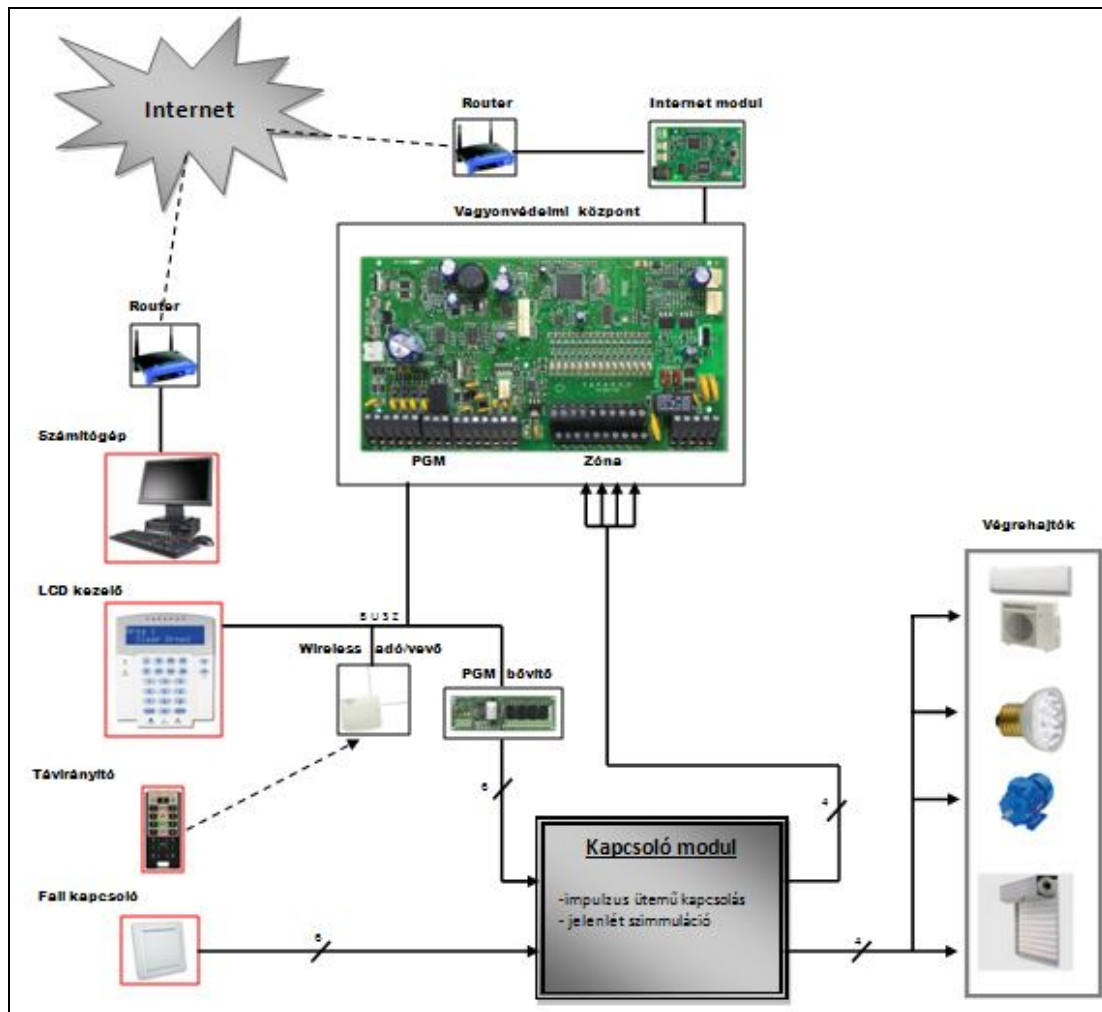 Internet
Router
Internet modul
Vagyonvédelmi központ
Router
PGM
Zóna
Számítógép
Végrehajtók
LCD kezelő
B U S Z
Wireless adó/vevő
PGM bővítő
Távirányító
6
4
Kapcsoló modul
-impulzus ütemű kapcsolás
- jelenlét szimmuláció
Fali kapcsoló
6
4